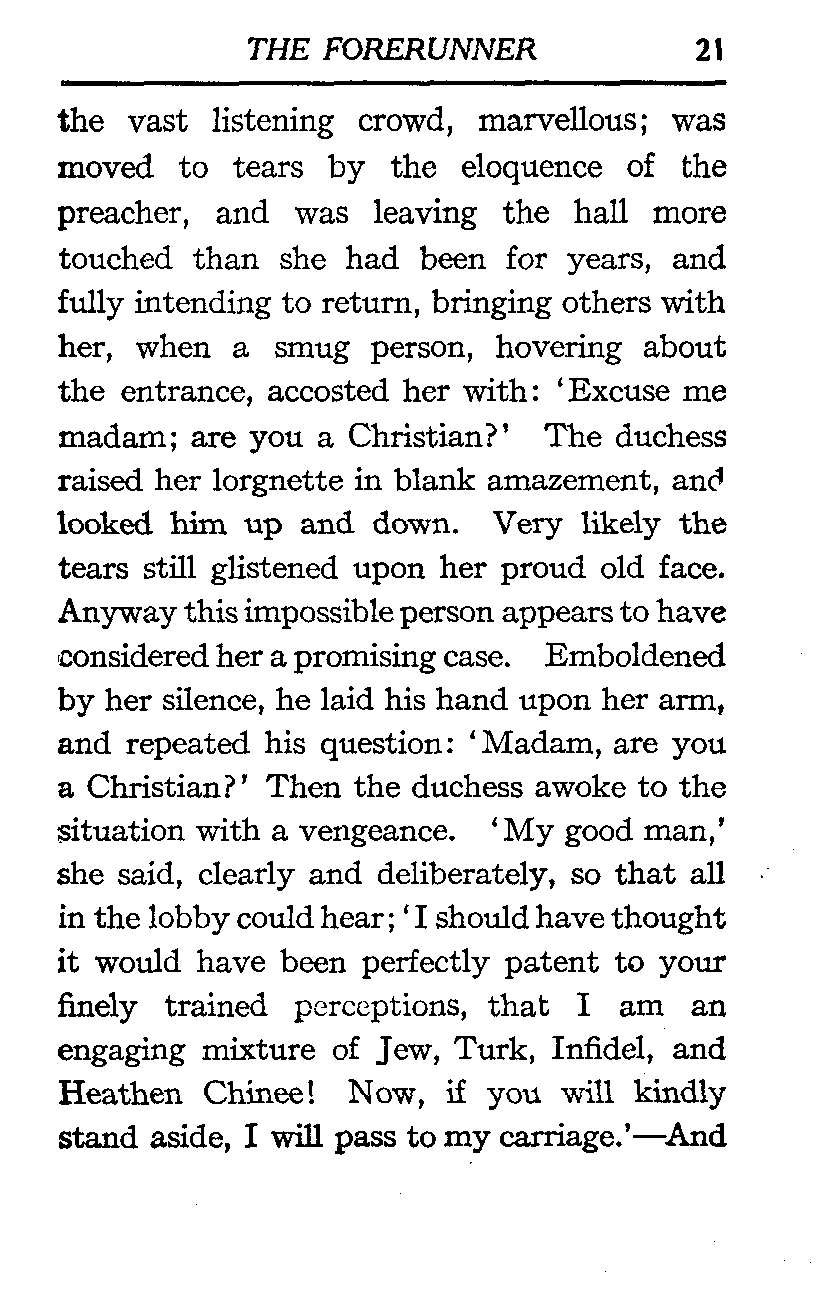 THE FORERUNNER 21
the vast listening crowd, marvellous; was
moved to tears by the eloquence of the
preacher, and was leaving the hall more
touched than she had been for years, and
fully intending to return, bringing others with
her, when a smug person, hovering about
the entrance, accosted her with: ‘Excuse me
madam; are you a Christian?’ The duchess
raised her lorgnette in blank amazement, and
looked him up and down. Very likely the
tears still glistened upon her proud old face.
Anyway this impossible person appears to have
considered her a promising case. Emboldened
by her silence, he laid his hand upon her arm,
and repeated his question: ‘Madam, are you
a Christian?’ Then the duchess awoke to the
situation with a vengeance. ‘My good man,’
she said, clearly and deliberately, so that all
in the lobby could hear; ‘I should have thought
it would have been perfectly patent to your
finely trained perceptions, that I am an
engaging mixture of Jew, Turk, Infidel, and
Heathen Chinee! Now, if you will kindly
stand aside, I will pass to my carriage.’—And